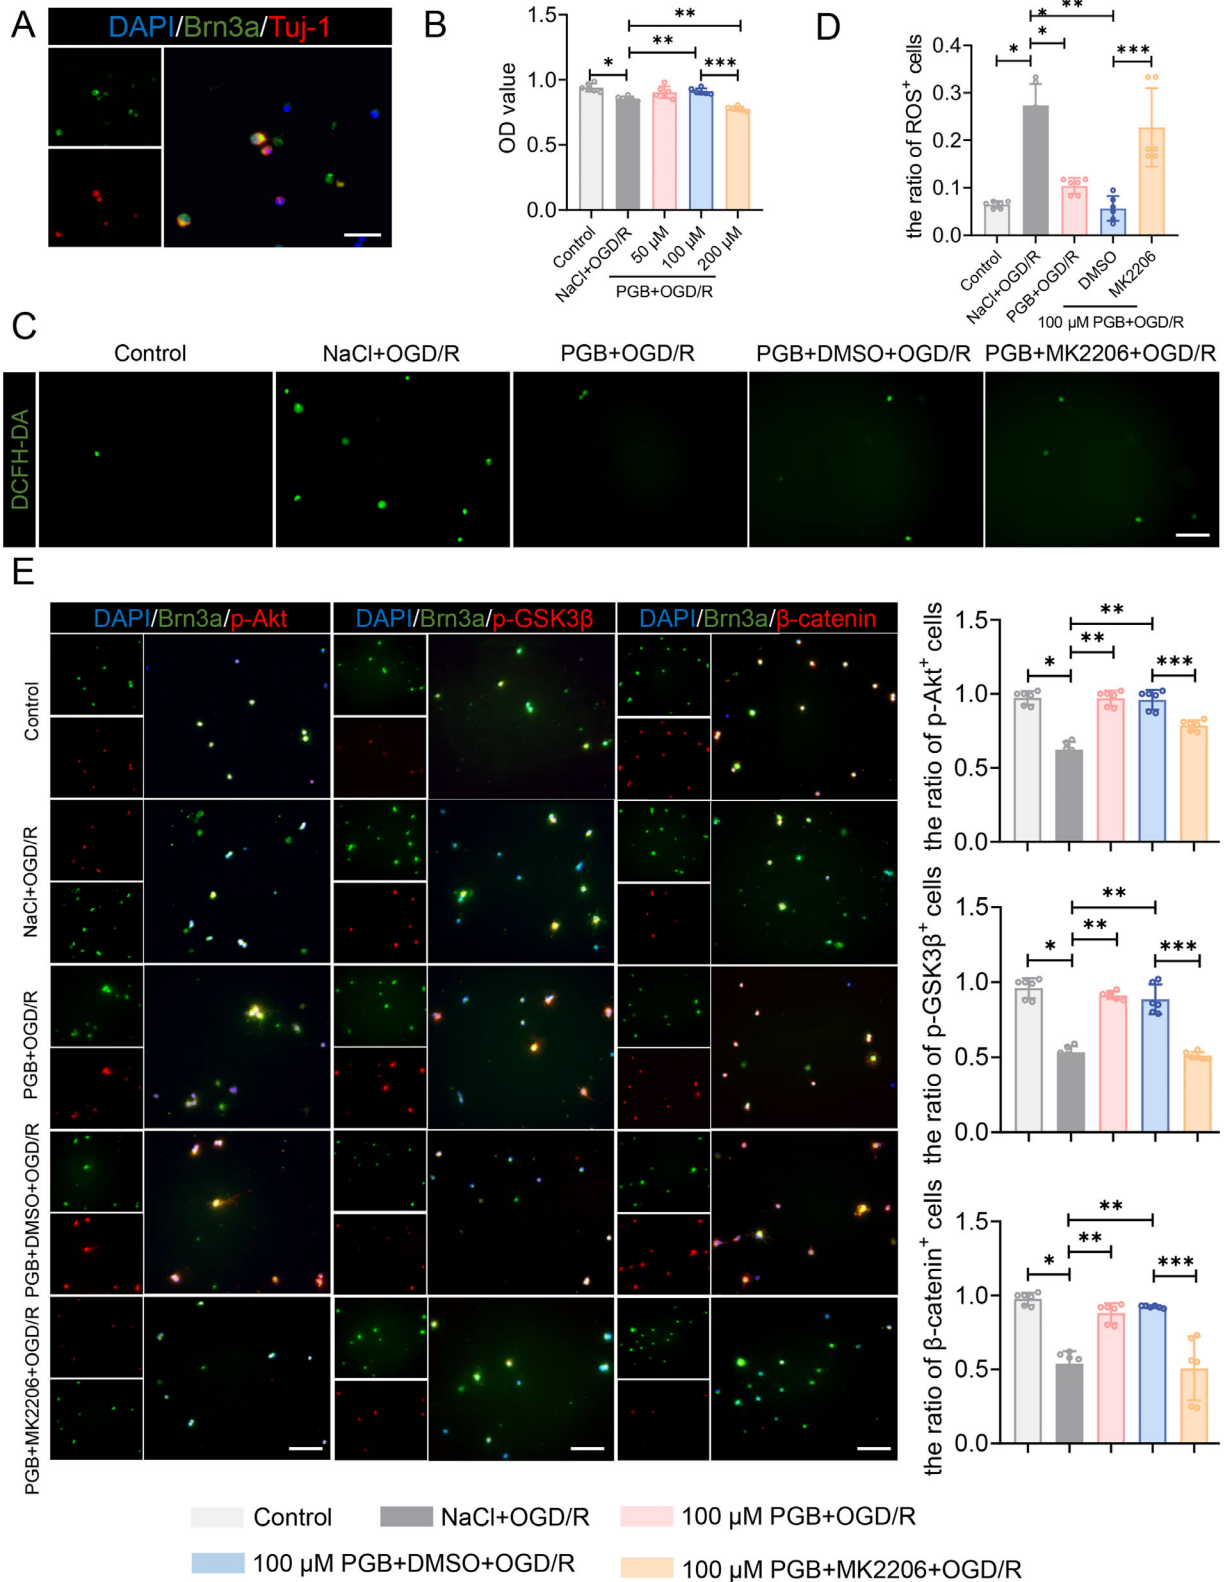 A
DAPI/Brn3a/Tuj-1
B
OD value
1.5
1.0
0.5
0.0
*
**
**
***
Control
NaCl+OGD/R
50 µM
100 µM
200 µM
PGB+OGD/R
D
the ratio of ROS+ cells
0.4
0.3
0.2
0.1
0.0
*
*
*
**
***
Control
NaCl+OGD/R
PGB+OGD/R
DMSO
MK2206
100 µM PGB+OGD/R
C
Control
NaCl+OGD/R
PGB+OGD/R
PGB+DMSO+OGD/R
PGB+MK2206+OGD/R
DCFH-DA
E
DAPI/Brn3a/p-Akt
DAPI/Brn3a/p-GSK3β
DAPI/Brn3a/β-catenin
Control
NaCl+OGD/R
PGB+OGD/R
PGB+DMSO+OGD/R
PGB+MK2206+OGD/R
the ratio of p-Akt+ cells
1.5
1.0
0.5
0.0
*
**
**
***
the ratio of p-GSK3β+ cells
1.5
1.0
0.5
0.0
*
**
**
***
the ratio of β-catenin+ cells
1.5
1.0
0.5
0.0
*
**
**
***
Control
NaCl+OGD/R
100 µM PGB+OGD/R
100 µM PGB+DMSO+OGD/R
100 µM PGB+MK2206+OGD/R